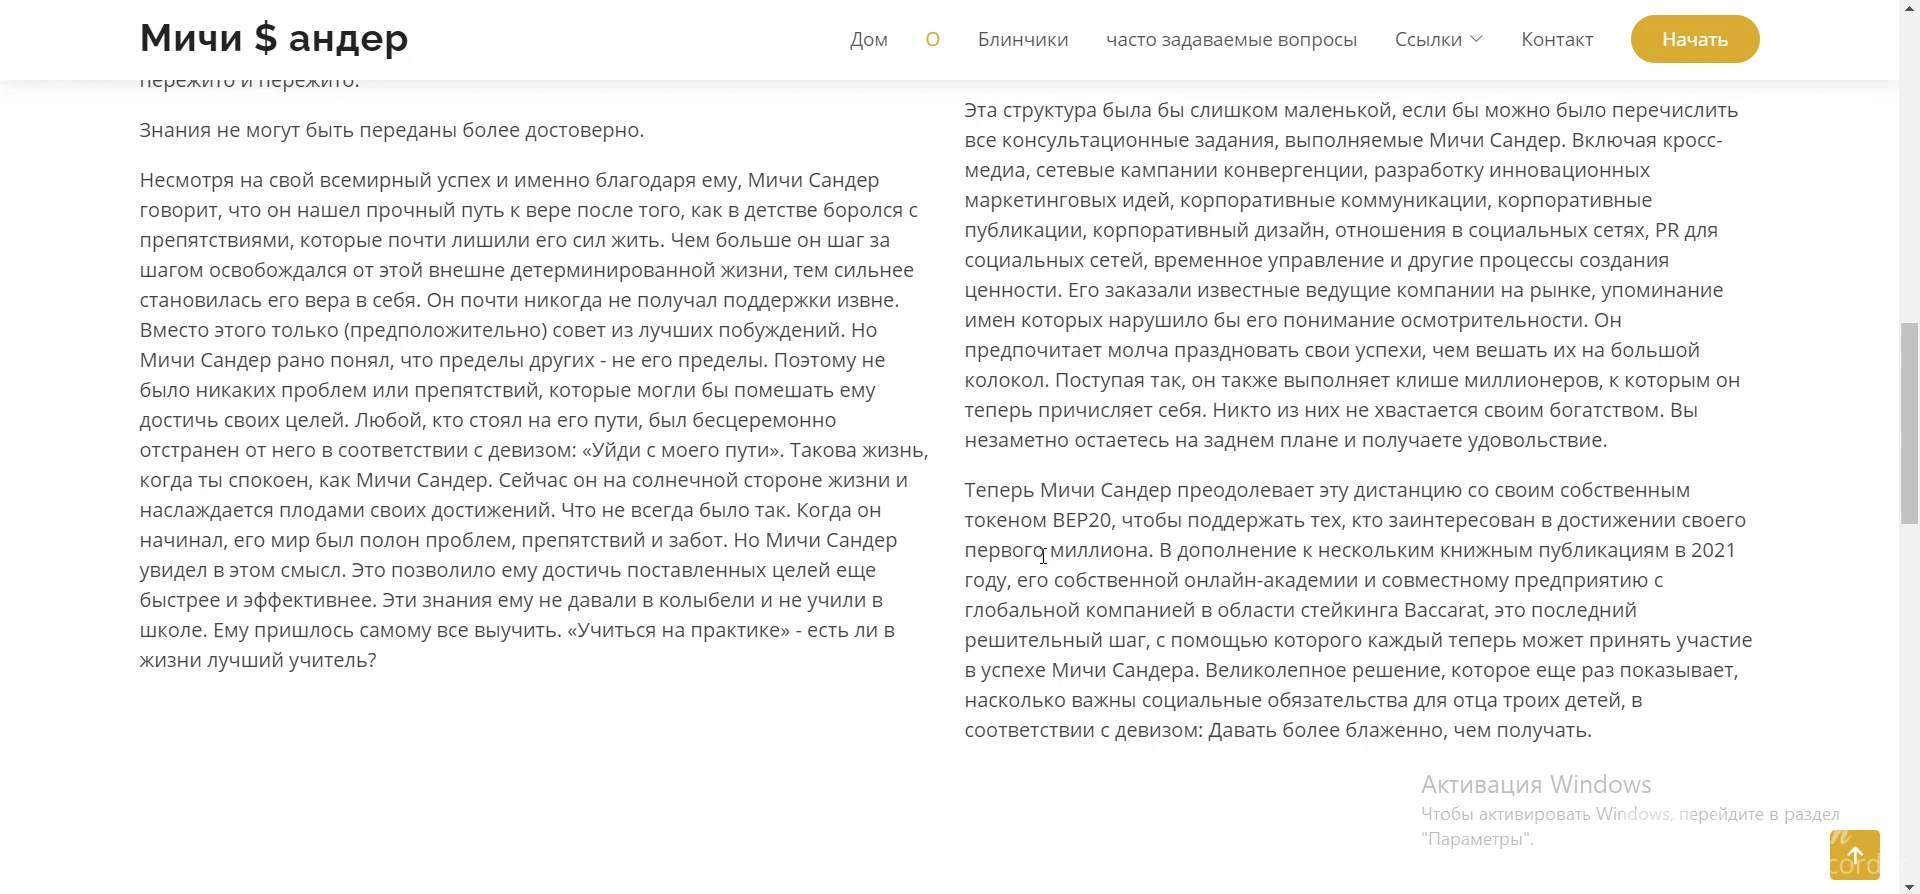 Мичи $ андер
Дом
О
Блинчики
часто задаваемые вопросы
Ссылки
Контакт
Начать
пережито и пережито.
Знания не могут быть переданы более достоверно.
Несмотря на свой всемирный успех и именно благодаря ему, Мичи Сандер
говорит, что он нашел прочный путь к вере после того, как в детстве боролся с
препятствиями, которые почти лишили его сил жить. Чем больше он шаг за
шагом освобождался от этой внешне детерминированной жизни, тем сильнее
становилась его вера в себя. Он почти никогда не получал поддержки извне.
Вместо этого только (предположительно) совет из лучших побуждений. Но
Мичи Сандер рано понял, что пределы других - не его пределы. Поэтому не
было никаких проблем или препятствий, которые могли бы помешать ему
достичь своих целей. Любой, кто стоял на его пути, был бесцеремонно
отстранен от него в соответствии с девизом: «Уйди с моего пути». Такова жизнь,
когда ты спокоен, как Мичи Сандер. Сейчас он на солнечной стороне жизни и
наслаждается плодами своих достижений. Что не всегда было так. Когда он
начинал, его мир был полон проблем, препятствий и забот. Но Мичи Сандер
увидел в этом смысл. Это позволило ему достичь поставленных целей еще
быстрее и эффективнее. Эти знания ему не давали в колыбели и не учили в
школе. Ему пришлось самому все выучить. «Учиться на практике» - есть ли в
жизни лучший учитель?
Эта структура была бы слишком маленькой, если бы можно было перечислить
все консультационные задания, выполняемые Мичи Сандер. Включая кросс-
медиа, сетевые кампании конвергенции, разработку инновационных
маркетинговых идей, корпоративные коммуникации, корпоративные
публикации, корпоративный дизайн, отношения в социальных сетях, PR для
социальных сетей, временное управление и другие процессы создания
ценности. Его заказали известные ведущие компании на рынке, упоминание
имен которых нарушило бы его понимание осмотрительности. Он
предпочитает молча праздновать свои успехи, чем вешать их на большой
колокол. Поступая так, он также выполняет клише миллионеров, к которым он
теперь причисляет себя. Никто из них не хвастается своим богатством. Вы
незаметно остаетесь на заднем плане и получаете удовольствие.
Теперь Мичи Сандер преодолевает эту дистанцию со своим собственным
токеном BEP20, чтобы поддержать тех, кто заинтересован в достижении своего
первого миллиона. В дополнение к нескольким книжным публикациям в 2021
году, его собственной онлайн-академии и совместному предприятию с
глобальной компанией в области стейкинга Baccarat, это последний
решительный шаг, с помощью которого каждый теперь может принять участие
в успехе Мичи Сандера. Великолепное решение, которое еще раз показывает,
насколько важны социальные обязательства для отца троих детей, в
соответствии с девизом: Давать более блаженно, чем получать.
Активация Windows
Чтобы активировать Windows, перейдите в раздел
"Параметры".